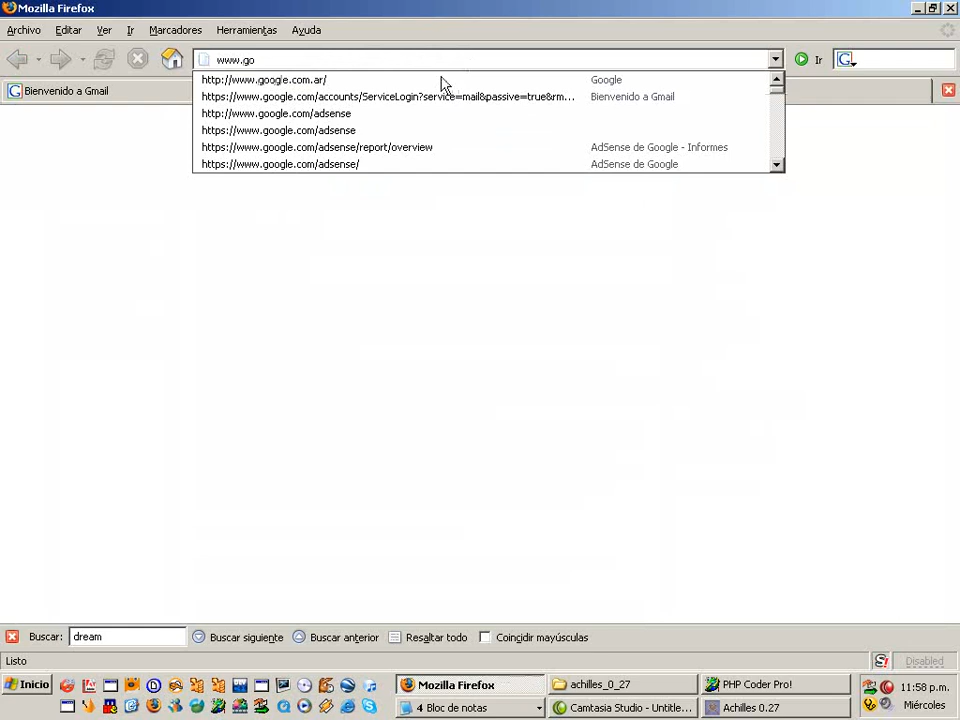 Mozilla Firefox
Archivo Editar Ver Ir Marcadores Herramientas Ayuda
www.go Ir
http://www.google.com.ar/ Google
https://www.google.com/accounts/ServiceLogin?service=mail&passive=true&rm... Bienvenido a Gmail
http://www.google.com/adsense
https://www.google.com/adsense
https://www.google.com/adsense/report/overview AdSense de Google - Informes
https://www.google.com/adsense/ AdSense de Google
Bienvenido a Gmail
Buscar: dream Buscar siguiente Buscar anterior Resaltar todo Coincidir mayúsculas
Listo Disabled
Inicio Mozilla Firefox achilles_0_27 PHP Coder Pro! 11:58 p.m.
4 Bloc de notas Camtasia Studio - Untitle... Achilles 0.27 Miércoles